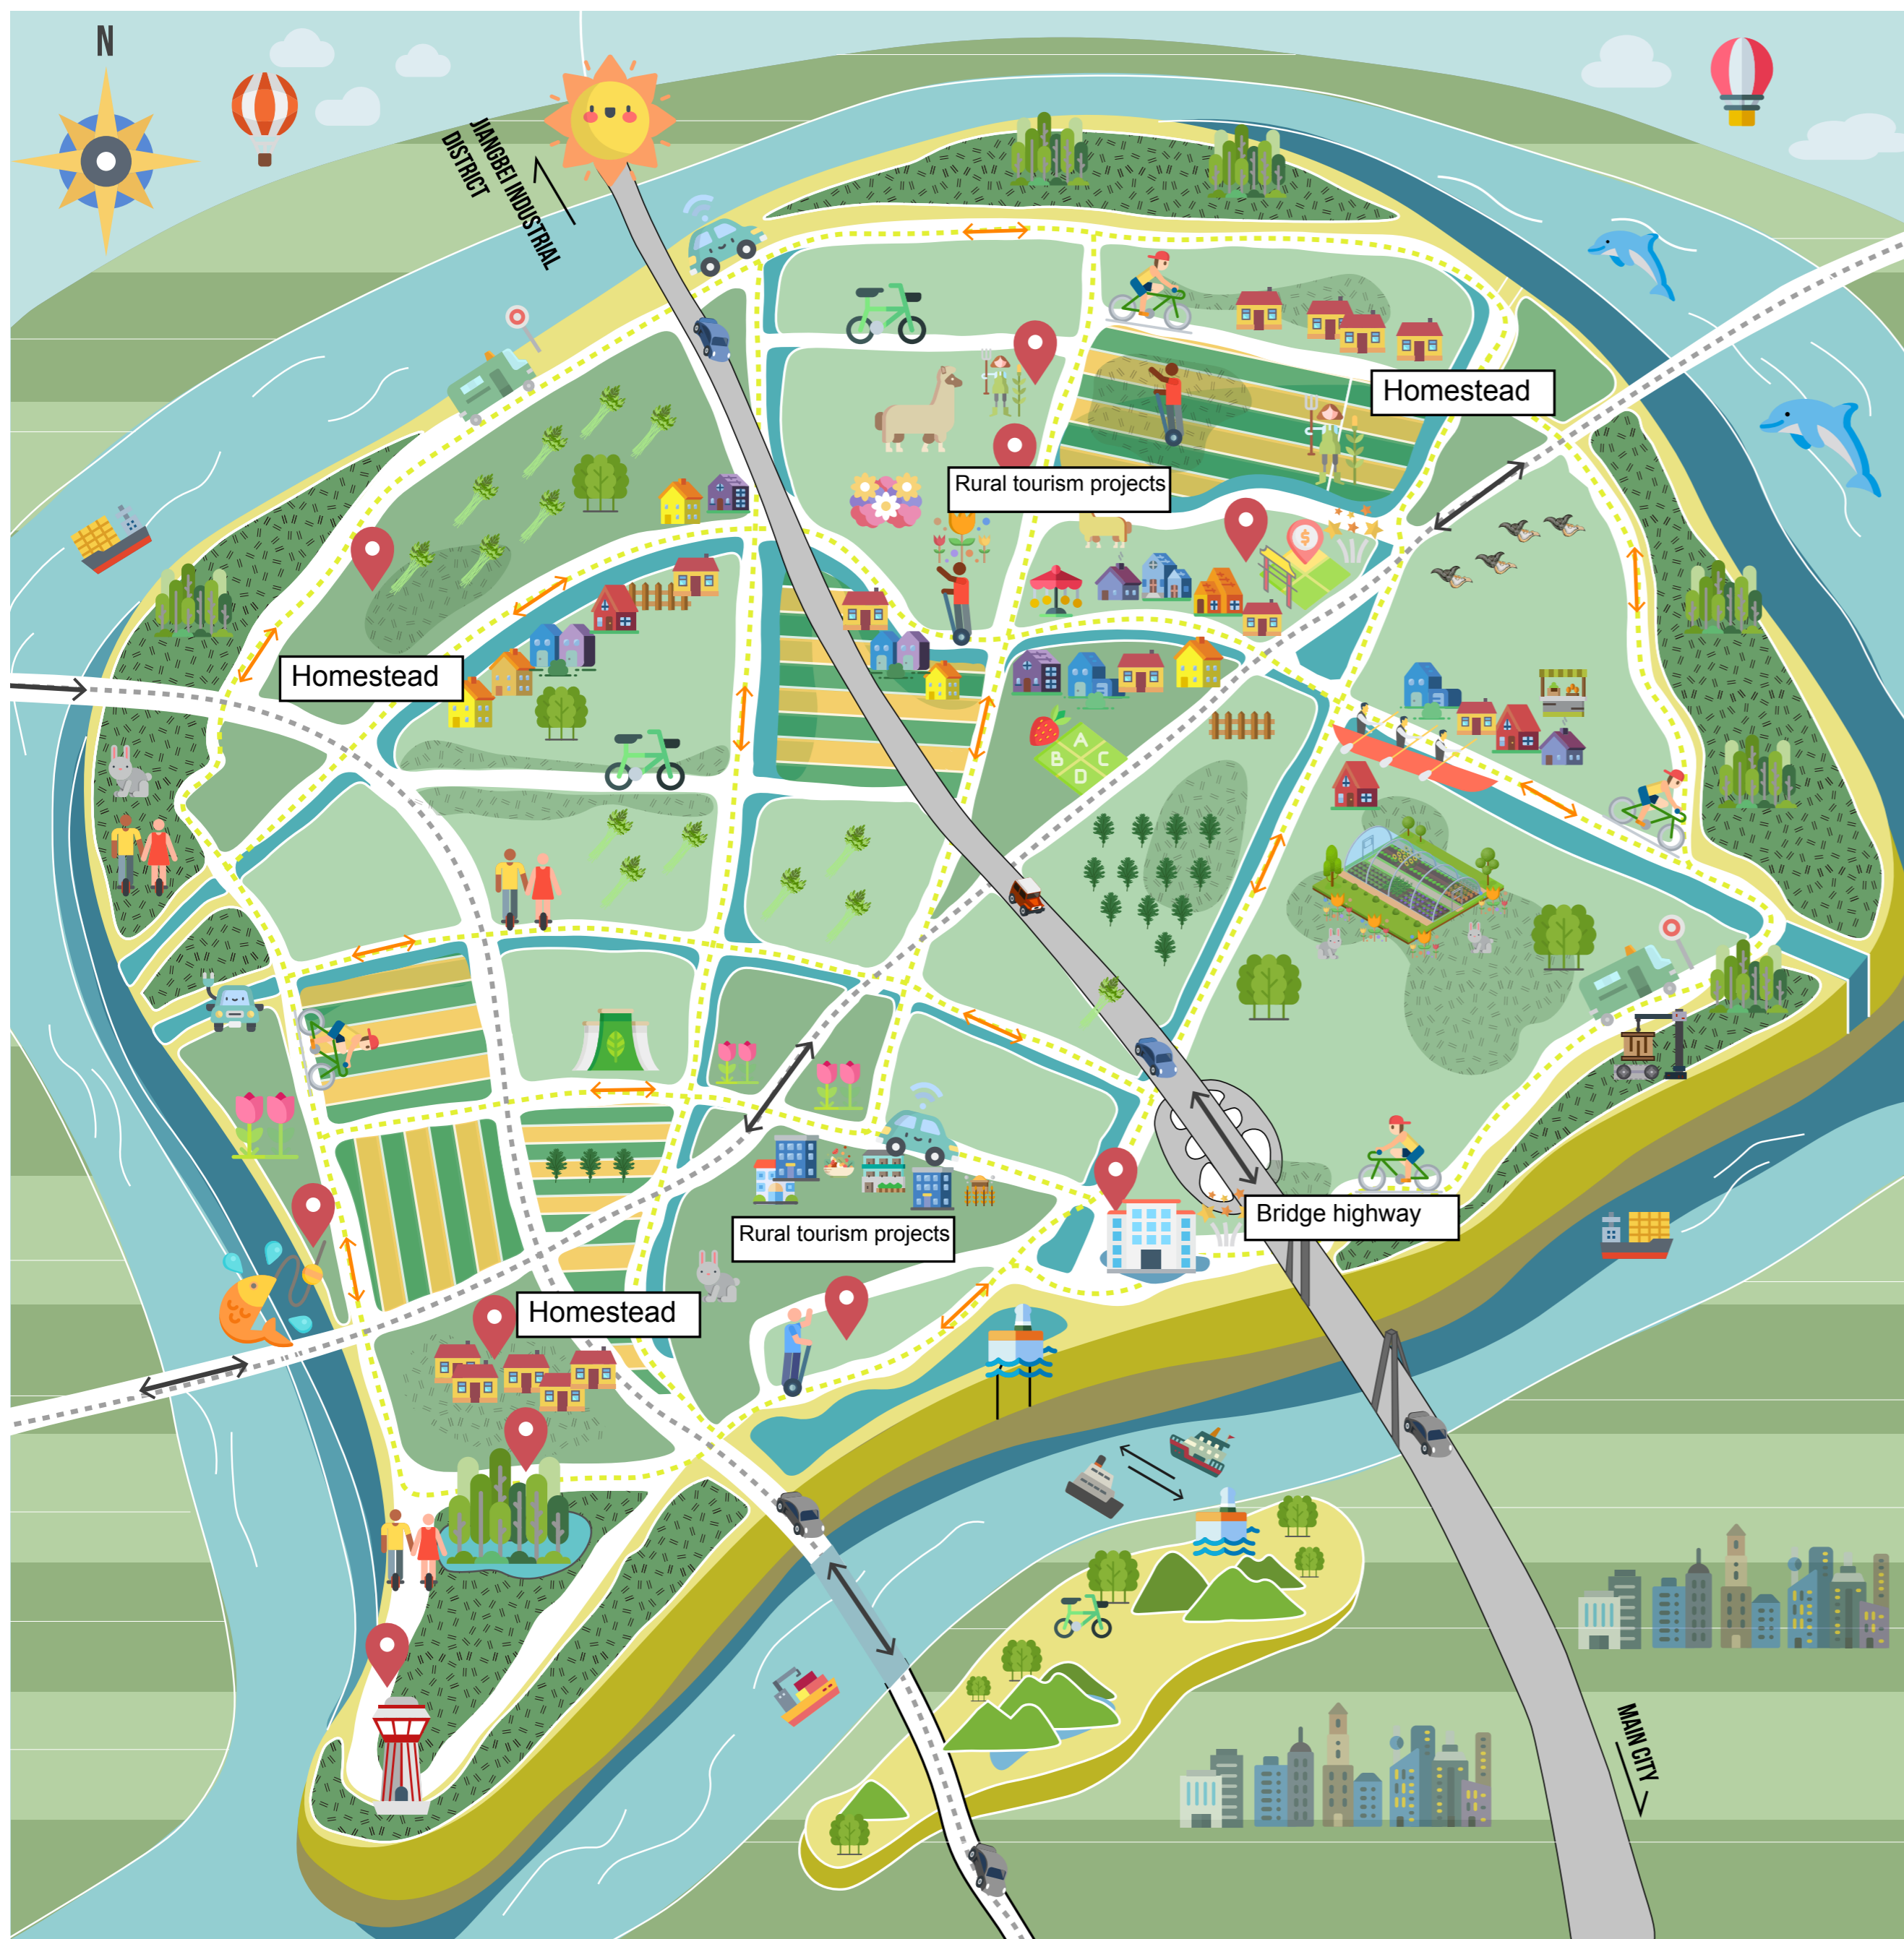 N
JIANGBEI INDUSTRIAL
DISTRICT
Homestead
Rural tourism projects
$
Homestead
A
B C
D
Rural tourism projects
Bridge highway
Homestead
MAIN CITY